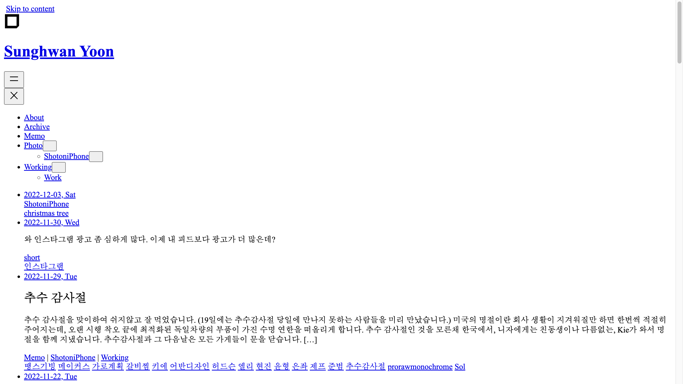 Skip to content
Sunghwan Yoon
About
Archive
Memo
Photo
ShotoniPhone
Working
Work
2022-12-03, Sat
ShotoniPhone
christmas tree
2022-11-30, Wed
와 인스타그램 광고 좀 심하게 많다. 이제 내 피드보다 광고가 더 많은데?
short
인스타그램
2022-11-29, Tue
추수 감사절
추수 감사절을 맞이하여 쉬지않고 잘 먹었습니다. (19일에는 추수감사절 당일에 만나지 못하는 사람들을 미리 만났습니다.) 미국의 명절이란 회사 생활이 지겨워질만 하면 한번씩 적절히
주어지는데, 오랜 시행 착오 끝에 최적화된 독일차량의 부품이 가진 수명 연한을 떠올리게 합니다. 추수 감사절인 것을 모른채 한국에서, 니자에게는 친동생이나 다름없는, Kie가 와서 명
절을 함께 지냈습니다. 추수감사절과 그 다음날은 모든 가게들이 문을 닫습니다. […]
Memo | ShotoniPhone | Working
맹스기빙 메이커스 가로계획 갈비찜 키에 어반디자인 허드슨 엘리 현진 윤형 은좌 제프 준범 추수감사절 prorawmonochrome Sol
2022-11-22, Tue